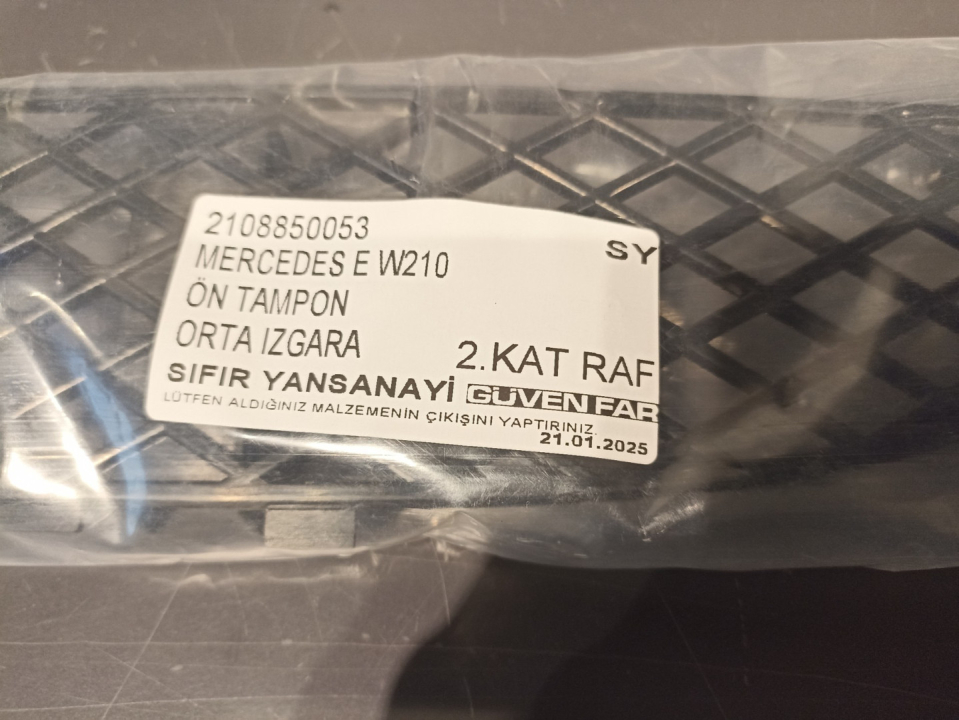 2108850053
SY
MERCEDES E W210
ÖN TAMPON
ORTA IZGARA
2.KAT RAF
SIFIR YANSANAYİ GÜVEN FAR
LÜTFEN ALDIĞINIZ MALZEMENİN ÇIKIŞINI YAPTIRINIZ.
21.01.2025